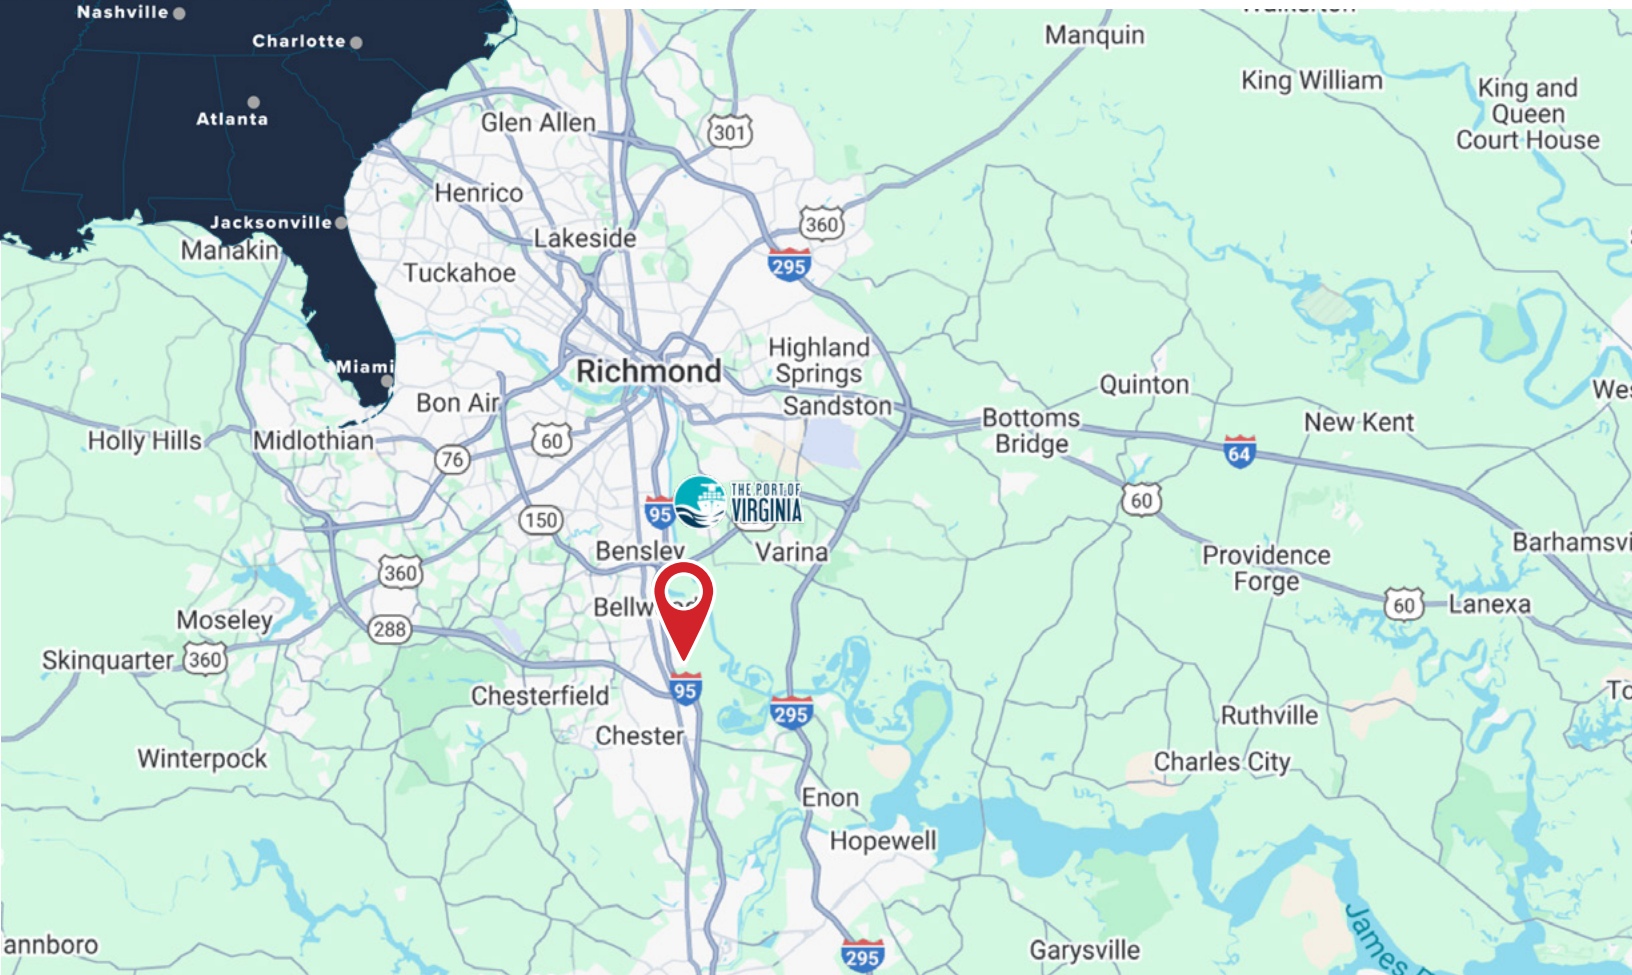 Nashville
Charlotte
Atlanta
Jacksonville
Miami
Manquin
King William
King and
Queen
Court House
Glen Allen
301
Henrico
360
Lakeside
Manakin
295
Tuckahoe
Highland
Springs
Richmond
Quinton
Bon Air
Sandston
Bottoms
Bridge
New Kent
Holly Hills
Midlothian
60
76
64
THE PORT OF
VIRGINIA
60
95
150
Bensley
Varina
Providence
Forge
360
60
Lanexa
Moseley
288
Skinquarter
360
95
Chesterfield
295
Ruthville
Chester
Winterpock
Charles City
Enon
Hopewell
annboro
Garysville
295
James